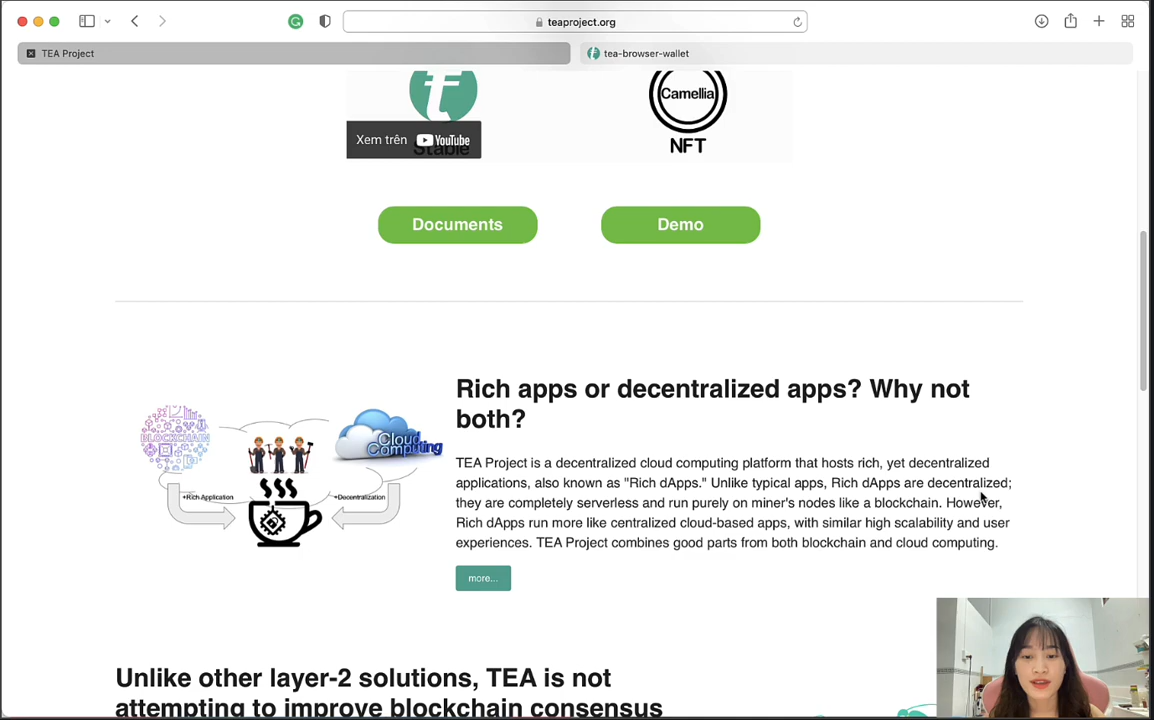 teaproject.org
TEA Project
tea-browser-wallet
Xem trên YouTube
Stable
Camellia
NFT
Documents
Demo
BLOCKCHAIN
Cloud
Computing
+Rich Application
+Decentralization
Rich apps or decentralized apps? Why not
both?
TEA Project is a decentralized cloud computing platform that hosts rich, yet decentralized
applications, also known as "Rich dApps." Unlike typical apps, Rich dApps are decentralized;
they are completely serverless and run purely on miner's nodes like a blockchain. However,
Rich dApps run more like centralized cloud-based apps, with similar high scalability and user
experiences. TEA Project combines good parts from both blockchain and cloud computing.
more...
Unlike other layer-2 solutions, TEA is not
attempting to improve blockchain consensus